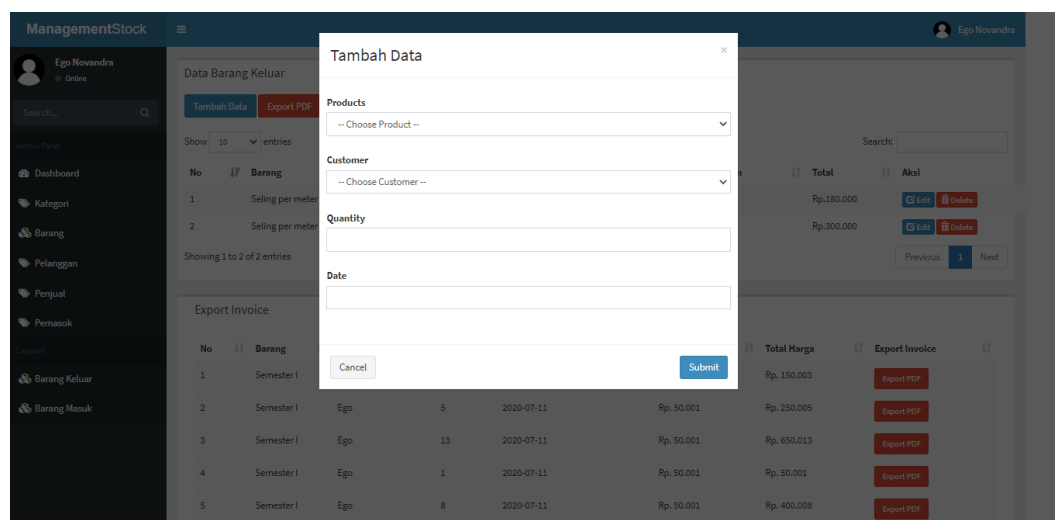 ManagementStock
Ego Novandra
Ego Novandra
Online
Search...
Admin Panel
Dashboard
Kategori
Barang
Pelanggan
Penjual
Pemasok
Laporan
Barang Keluar
Barang Masuk
Data Barang Keluar
Tambah Data Export PDF
Show 10 entries
Search:
No Barang Total Aksi
1 Seling per meter Rp.180.000 Edit Delete
2 Seling per meter Rp.300.000 Edit Delete
Showing 1 to 2 of 2 entries
Previous 1 Next
Tambah Data
×
Products
-- Choose Product --
Customer
-- Choose Customer --
Quantity
Date
Cancel Submit
Export Invoice
No Barang Total Harga Export Invoice
1 Semester I Rp. 150.003 Export PDF
2 Semester I Ego 5 2020-07-11 Rp. 50.001 Rp. 250.005 Export PDF
3 Semester I Ego 13 2020-07-11 Rp. 50.001 Rp. 650.013 Export PDF
4 Semester I Ego 1 2020-07-11 Rp. 50.001 Rp. 50.001 Export PDF
5 Semester I Ego 8 2020-07-11 Rp. 50.001 Rp. 400.008 Export PDF